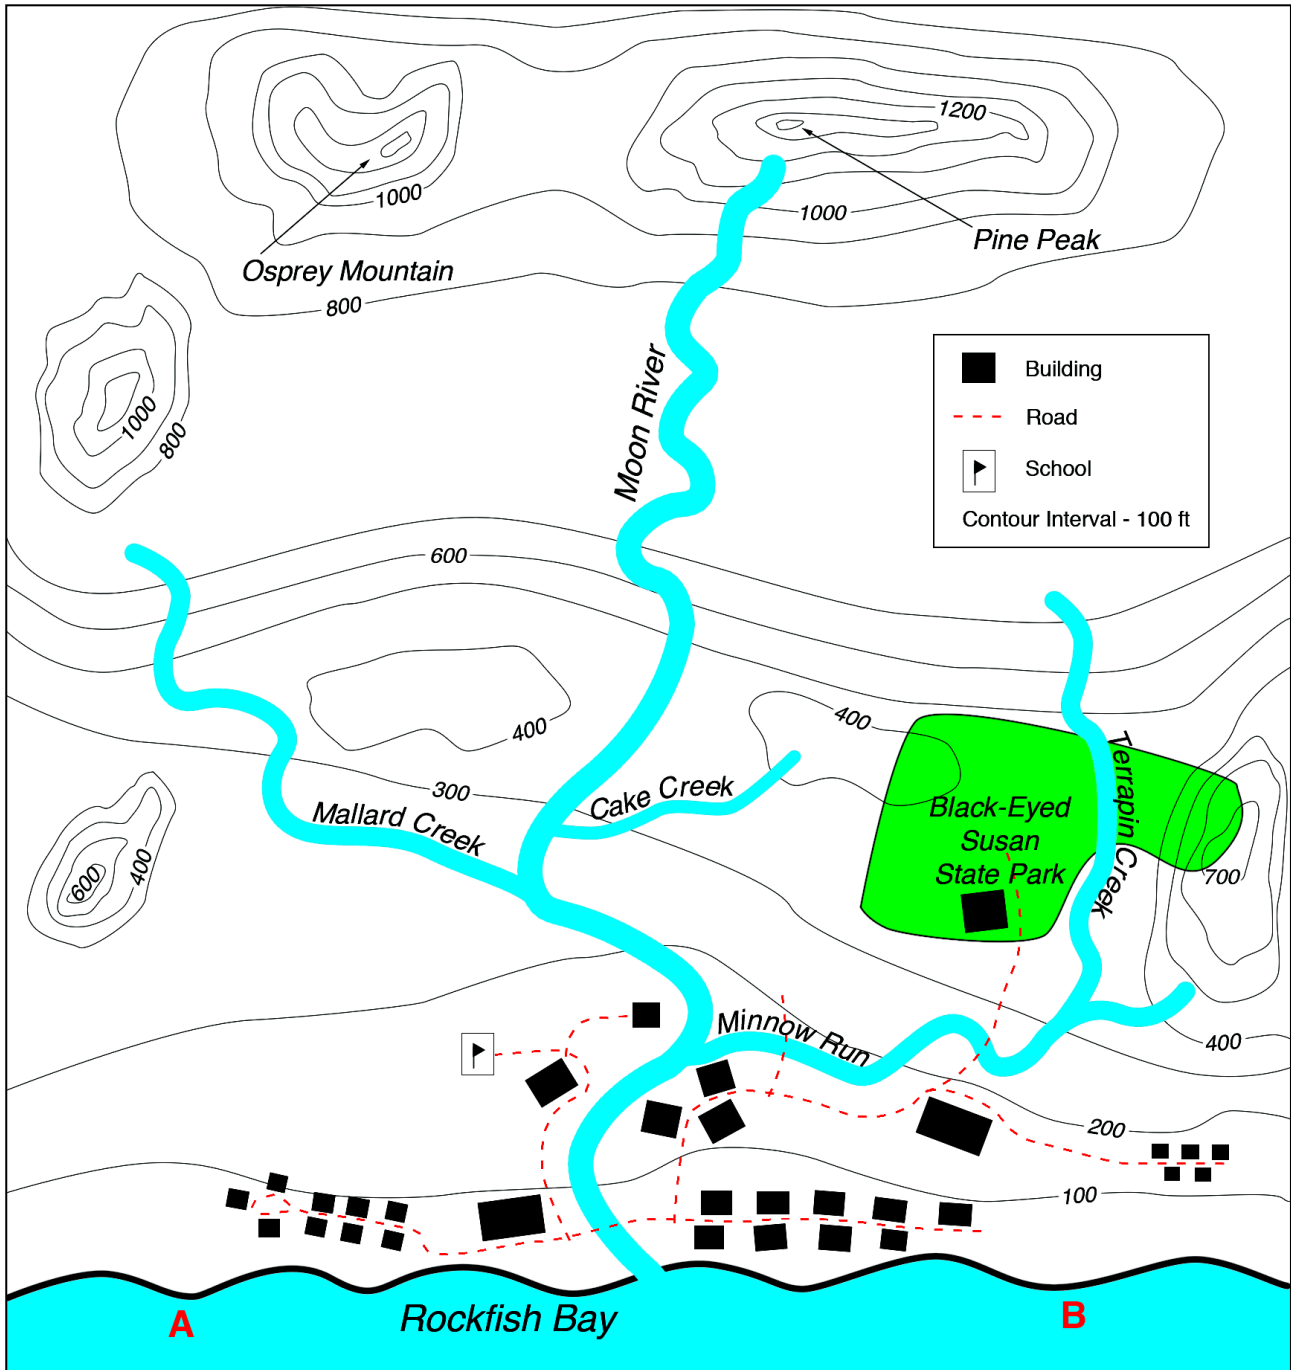 1200
1000
1000
Pine Peak
Osprey Mountain
800
1000
800
Moon River
Building
Road
School
Contour Interval - 100 ft
600
400
400
Terrapin Creek
300
Cake Creek
Mallard Creek
Black-Eyed
Susan
State Park
400
600
700
Minnow Run
400
200
100
A
Rockfish Bay
B